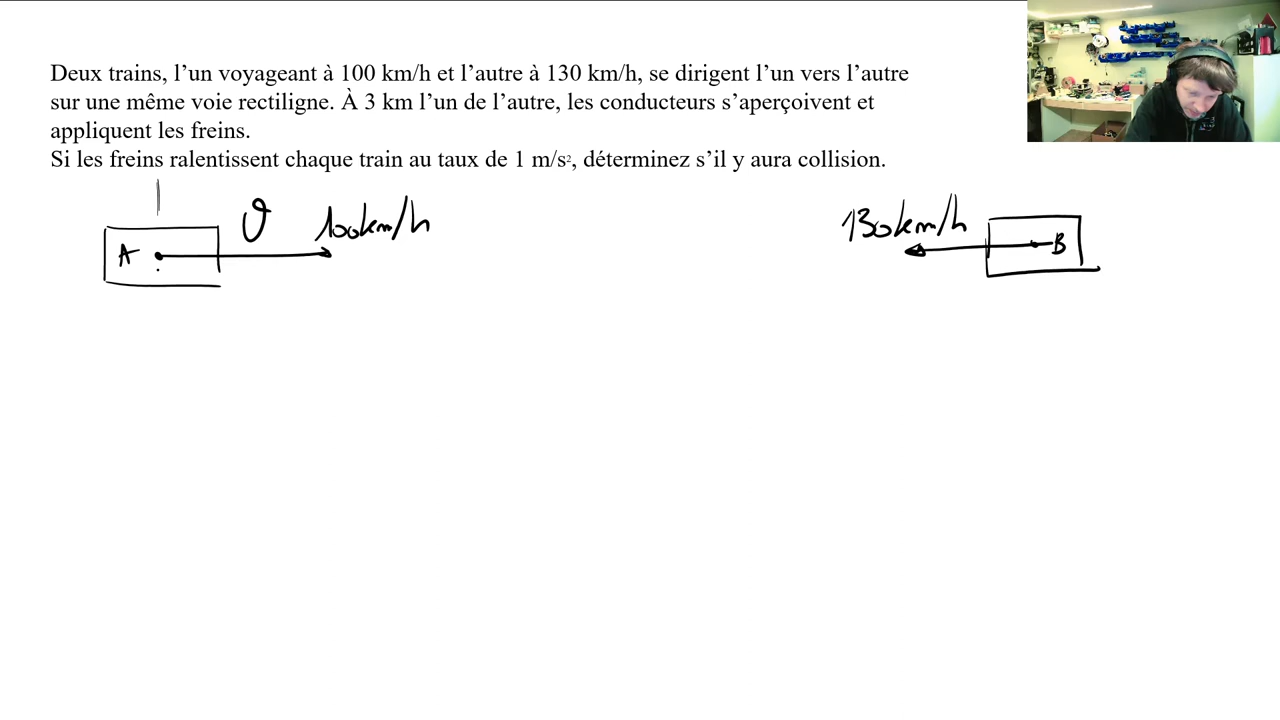 Deux trains, l’un voyageant à 100 km/h et l’autre à 130 km/h, se dirigent l’un vers l’autre
sur une même voie rectiligne. À 3 km l’un de l’autre, les conducteurs s’aperçoivent et
appliquent les freins.
Si les freins ralentissent chaque train au taux de 1 m/s², déterminez s’il y aura collision.
A v 100km/h
130km/h B